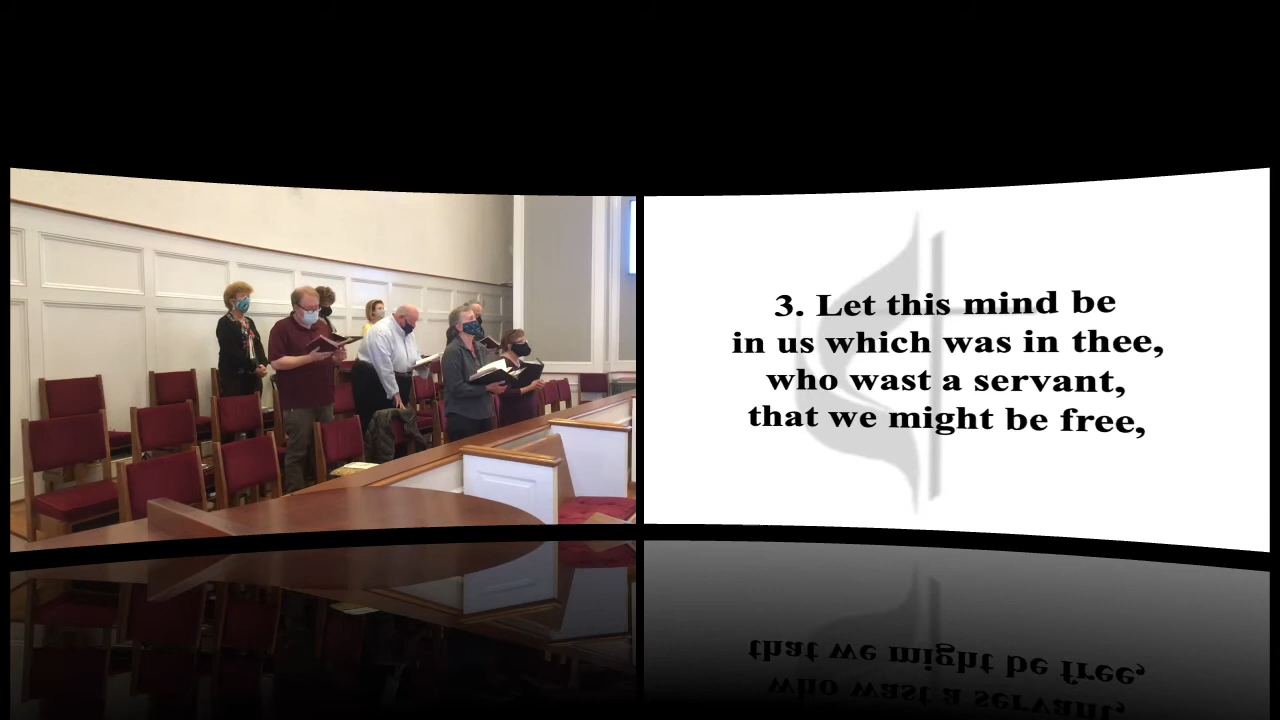 3. Let this mind be
in us which was in thee,
who wast a servant,
that we might be free,